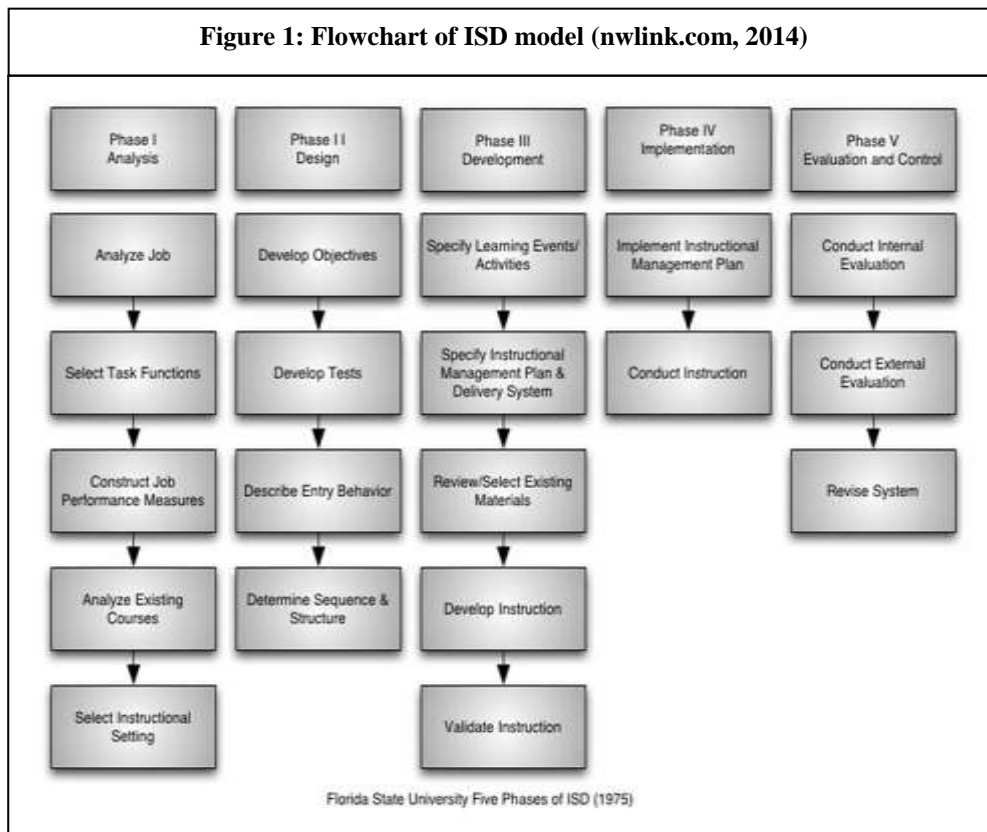 Figure 1: Flowchart of ISD model (nwlink.com, 2014)
Phase I
Analysis
Phase I I
Design
Phase III
Development
Phase IV
Implementation
Phase V
Evaluation and Control
Analyze Job
Develop Objectives
Specify Learning Events/
Activities
Implement Instructional
Management Plan
Conduct Internal
Evaluation
Select Task Functions
Develop Tests
Specify Instructional
Management Plan &
Delivery System
Conduct Instruction
Conduct External
Evaluation
Construct Job
Performance Measures
Describe Entry Behavior
Review/Select Existing
Materials
Revise System
Analyze Existing
Courses
Determine Sequence &
Structure
Develop Instruction
Select Instructional
Setting
Validate Instruction
Florida State University Five Phases of ISD (1975)